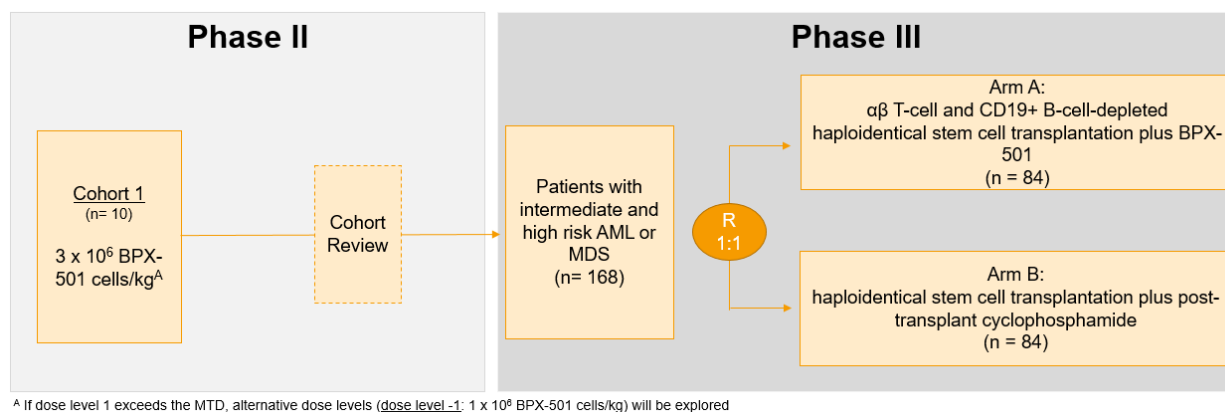 Phase II
Phase III
Cohort 1
(n= 10)
3 x 10⁶ BPX-
501 cells/kgᴬ
Cohort
Review
Patients with
intermediate and
high risk AML or
MDS
(n= 168)
R
1:1
Arm A:
αβ T-cell and CD19+ B-cell-depleted
haploidentical stem cell transplantation plus BPX-
501
(n = 84)
Arm B:
haploidentical stem cell transplantation plus post-
transplant cyclophosphamide
(n = 84)
ᴬ If dose level 1 exceeds the MTD, alternative dose levels (dose level -1: 1 x 10⁶ BPX-501 cells/kg) will be explored